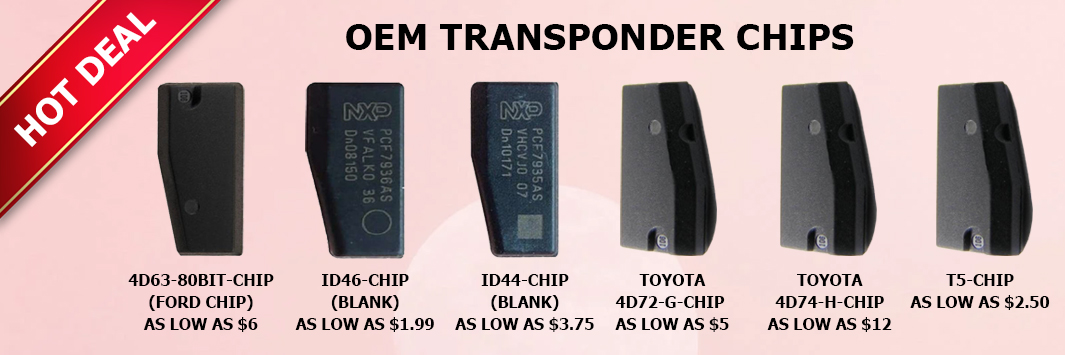 HOT DEAL
OEM TRANSPONDER CHIPS
NXP
PCF7936AS
VFALK0 36
Dn08150
NXP
PCF7935AS
VHCVJ0 07
Dn10171
4D63-80BIT-CHIP
(FORD CHIP)
AS LOW AS $6
ID46-CHIP
(BLANK)
AS LOW AS $1.99
ID44-CHIP
(BLANK)
AS LOW AS $3.75
TOYOTA
4D72-G-CHIP
AS LOW AS $5
TOYOTA
4D74-H-CHIP
AS LOW AS $12
T5-CHIP
AS LOW AS $2.50